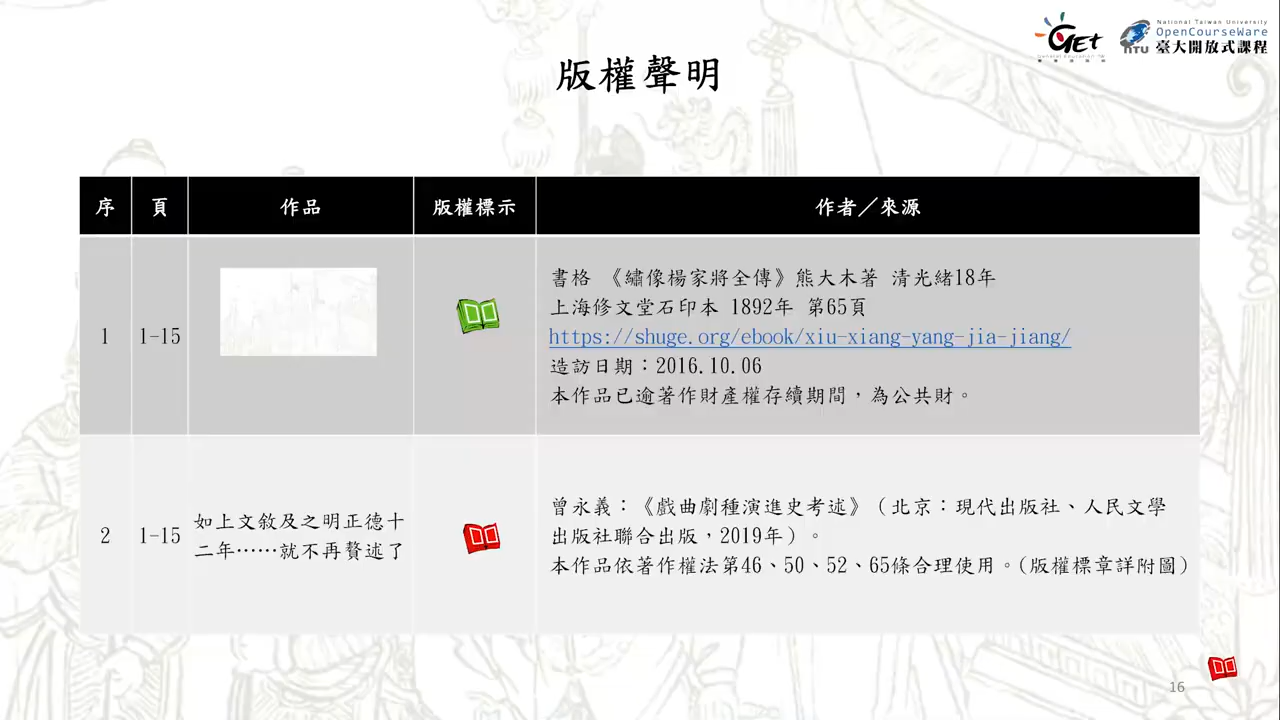 GET
National Taiwan University
OpenCourseWare
NTU
臺大開放式課程
版權聲明
序 頁 作品 版權標示 作者／來源
1 1-15
書格 《繡像楊家將全傳》熊大木著 清光緒18年
上海修文堂石印本 1892年 第65頁
https://shuge.org/ebook/xiu-xiang-yang-jia-jiang/
造訪日期：2016.10.06
本作品已逾著作財產權存續期間，為公共財。
2 1-15
如上文敘及之明正德十
二年……就不再贅述了
曾永義：《戲曲劇種演進史考述》（北京：現代出版社、人民文學
出版社聯合出版，2019年）。
本作品依著作權法第46、50、52、65條合理使用。(版權標章詳附圖)
16